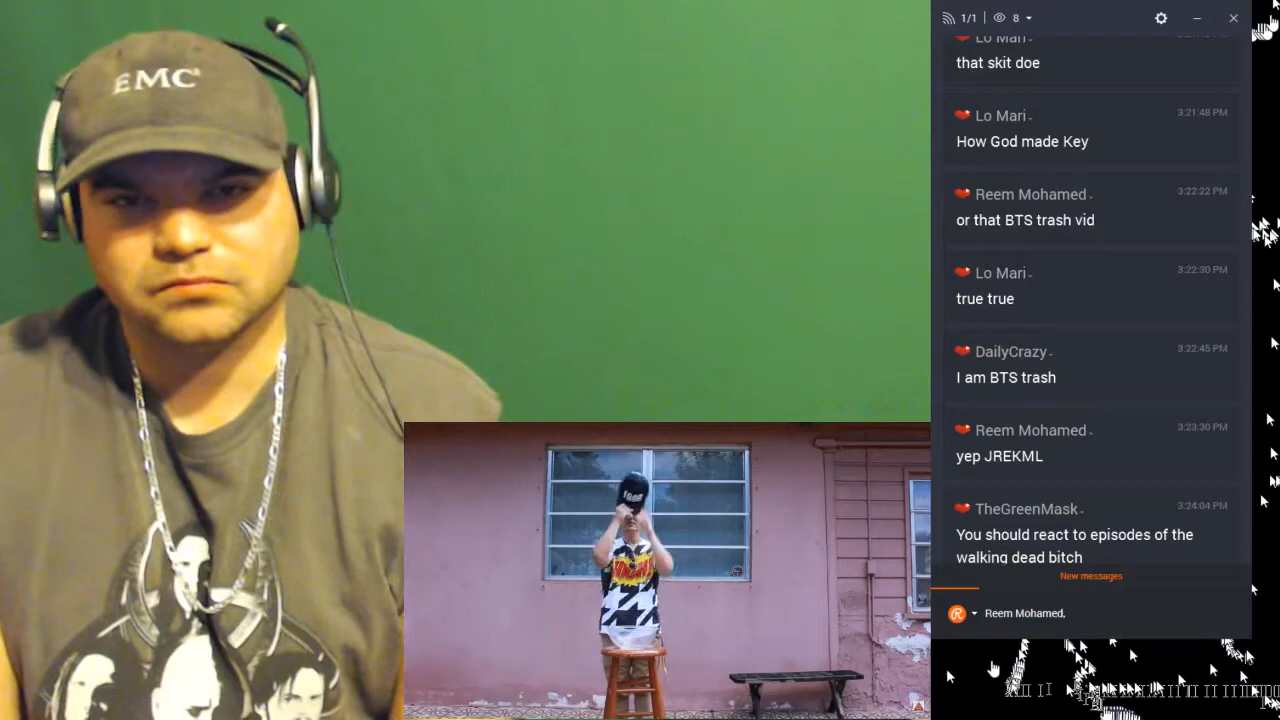 EMC²
1/1 8
Lo Mari
that skit doe
Lo Mari
3:21:48 PM
How God made Key
Reem Mohamed
3:22:22 PM
or that BTS trash vid
Lo Mari
3:22:30 PM
true true
DailyCrazy
3:22:45 PM
I am BTS trash
Reem Mohamed
3:23:30 PM
yep JREKML
TheGreenMask
3:24:04 PM
You should react to episodes of the
walking dead bitch
New messages
Reem Mohamed,